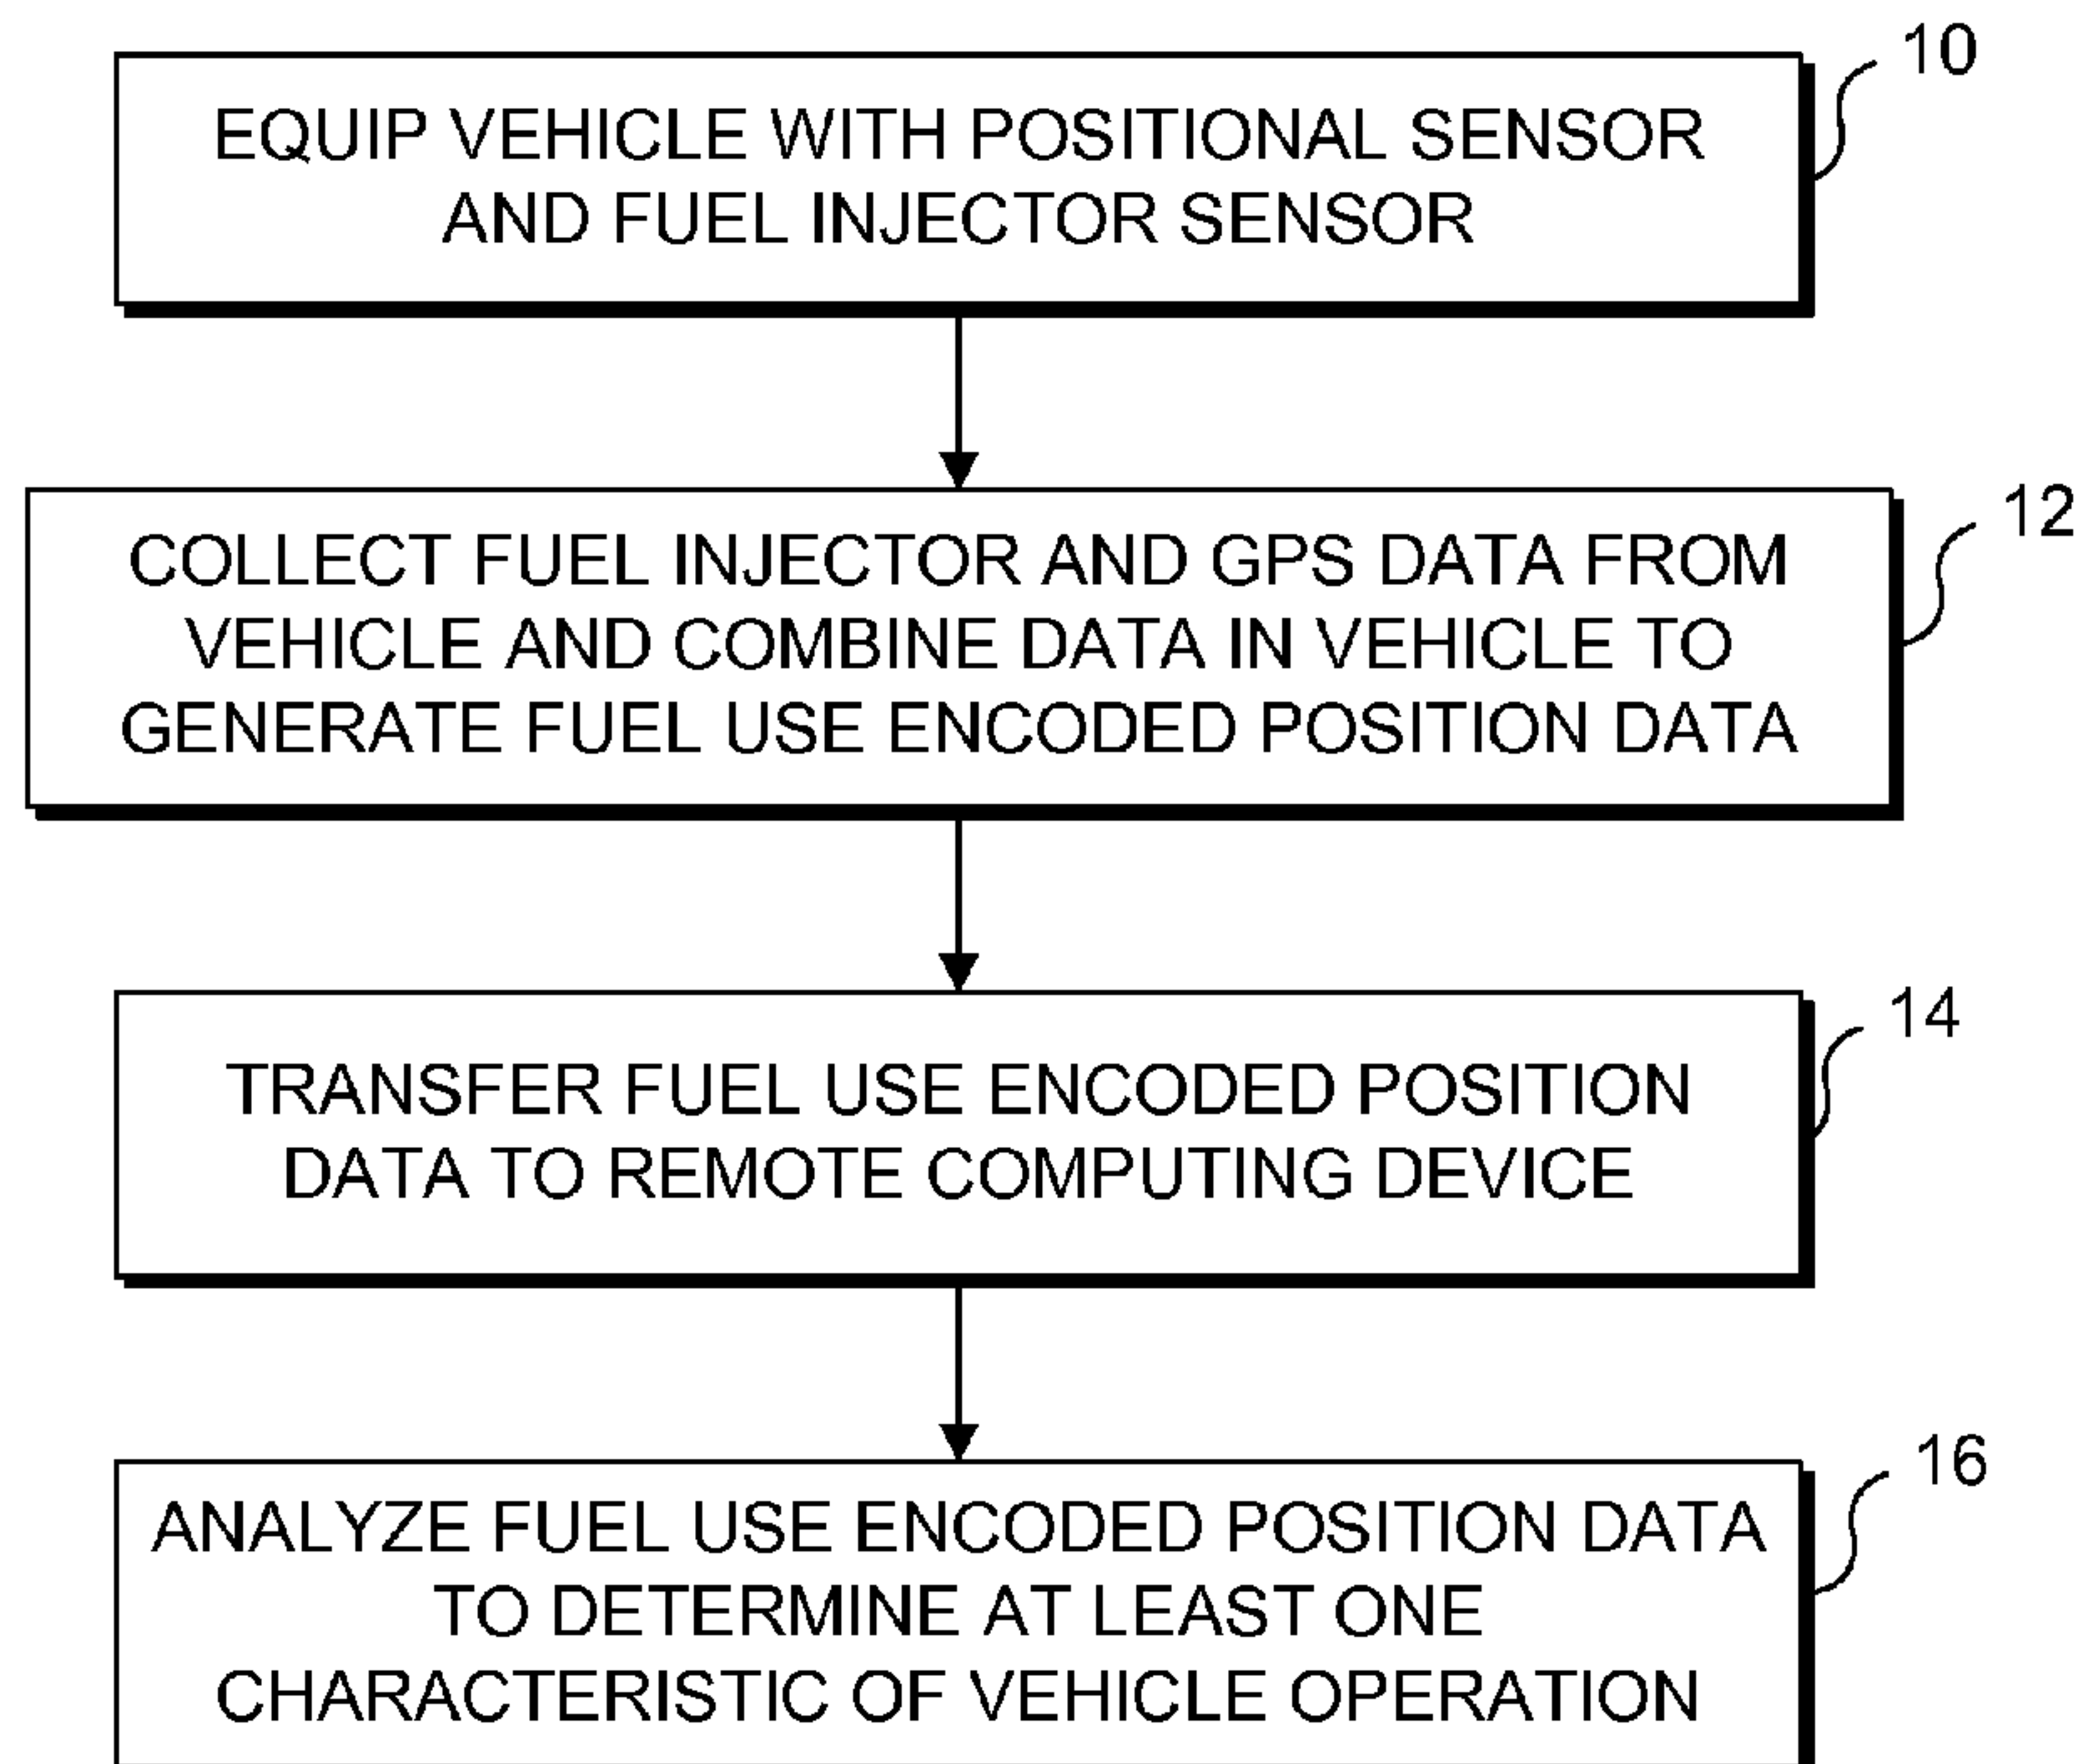 10
EQUIP VEHICLE WITH POSITIONAL SENSOR
AND FUEL INJECTOR SENSOR
12
COLLECT FUEL INJECTOR AND GPS DATA FROM
VEHICLE AND COMBINE DATA IN VEHICLE TO
GENERATE FUEL USE ENCODED POSITION DATA
14
TRANSFER FUEL USE ENCODED POSITION
DATA TO REMOTE COMPUTING DEVICE
16
ANALYZE FUEL USE ENCODED POSITION DATA
TO DETERMINE AT LEAST ONE
CHARACTERISTIC OF VEHICLE OPERATION